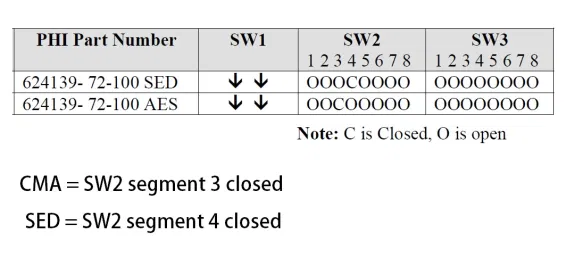 PHI Part Number SW1 SW2 SW3
1 2 3 4 5 6 7 8 1 2 3 4 5 6 7 8
624139- 72-100 SED ↓ ↓ OOOCOOOO OOOOOOOO
624139- 72-100 AES ↓ ↓ OOCOOOOO OOOOOOOO
Note: C is Closed, O is open
CMA = SW2 segment 3 closed
SED = SW2 segment 4 closed